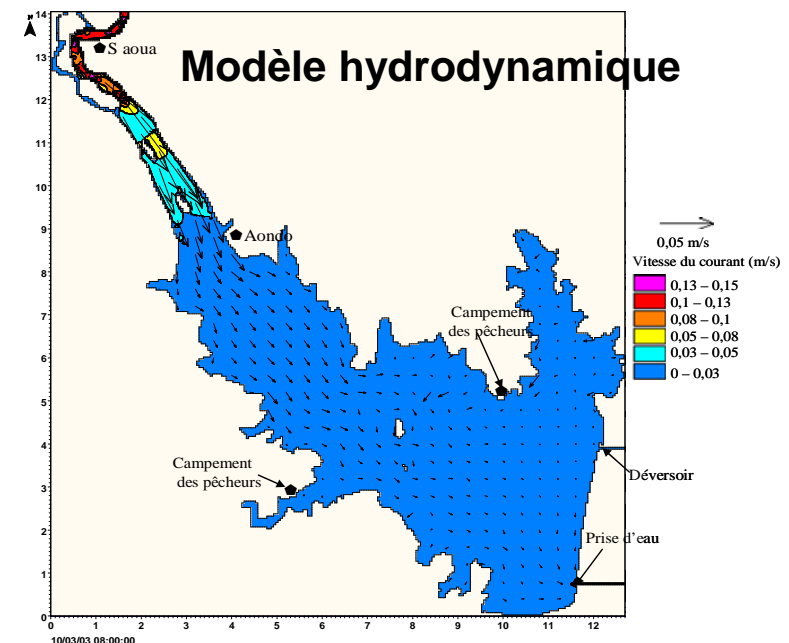 Modèle hydrodynamique
S aoua
Aondo
Campement
des pêcheurs
Campement
des pêcheurs
Déversoir
Prise d'eau
0,05 m/s
Vitesse du courant (m/s)
0,13 – 0,15
0,1 – 0,13
0,08 – 0,1
0,05 – 0,08
0,03 – 0,05
0 – 0,03
14
13
12
11
10
9
8
7
6
5
4
3
2
1
0
0 1 2 3 4 5 6 7 8 9 10 11 12
10/03/03 08:00:00